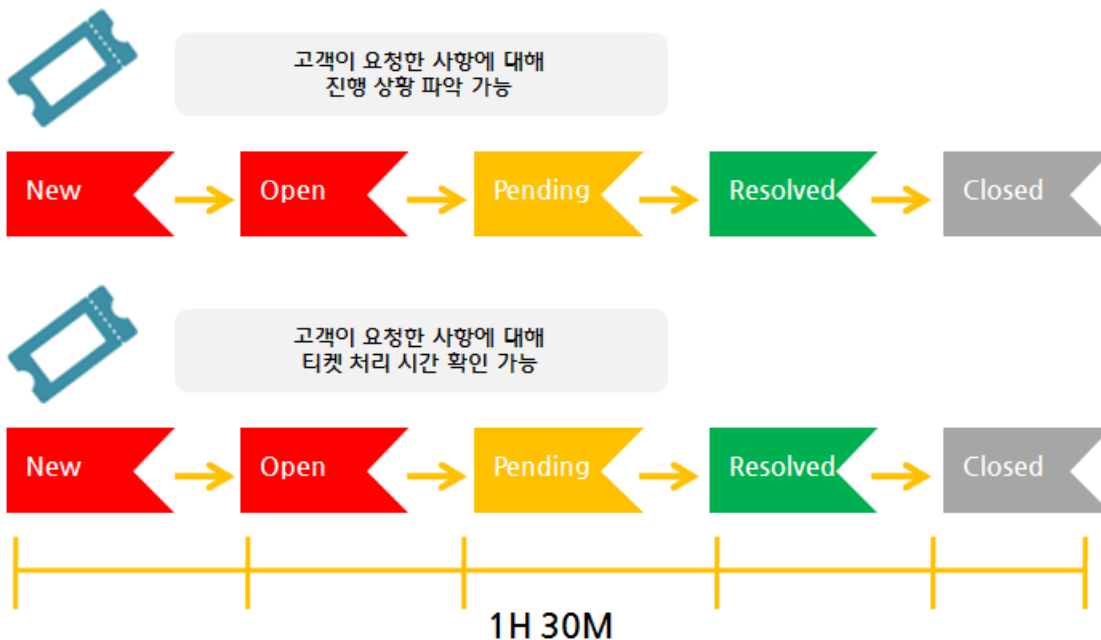 고객이 요청한 사항에 대해
진행 상황 파악 가능
New Open Pending Resolved Closed
고객이 요청한 사항에 대해
티켓 처리 시간 확인 가능
New Open Pending Resolved Closed
1H 30M